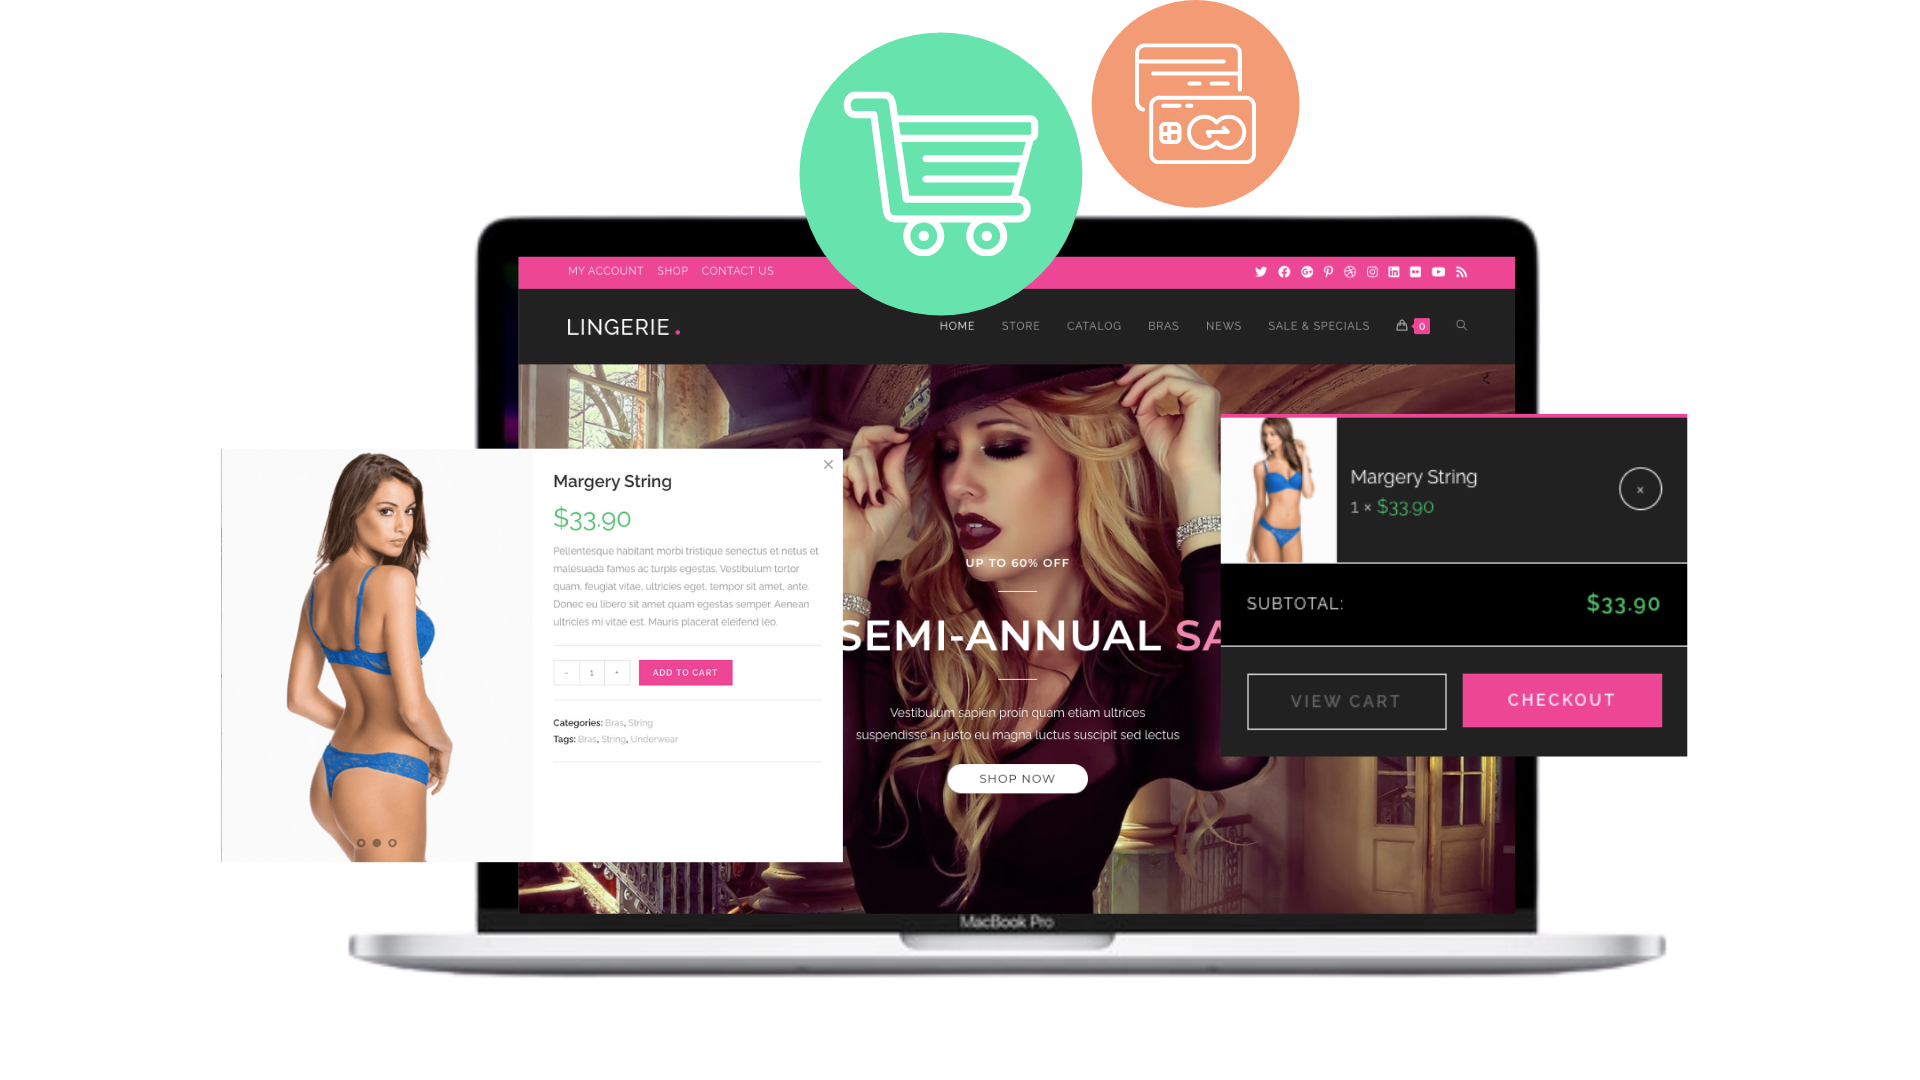 MY ACCOUNT SHOP CONTACT US
LINGERIE.
HOME STORE CATALOG BRAS NEWS SALE & SPECIALS 0
Margery String
$33.90
Pellentesque habitant morbi tristique senectus et netus et
malesuada fames ac turpis egestas. Vestibulum tortor
quam, feugiat vitae, ultricies eget, tempor sit amet, ante.
Donec eu libero sit amet quam egestas semper. Aenean
ultricies mi vitae est. Mauris placerat eleifend leo.
- 1 + ADD TO CART
Categories: Bras, String
Tags: Bras, String, Underwear
UP TO 60% OFF
SEMI-ANNUAL SA
Vestibulum sapien proin quam etiam ultrices
suspendisse in justo eu magna luctus suscipit sed lectus
SHOP NOW
Margery String
1 × $33.90
SUBTOTAL: $33.90
VIEW CART CHECKOUT
MacBook Pro